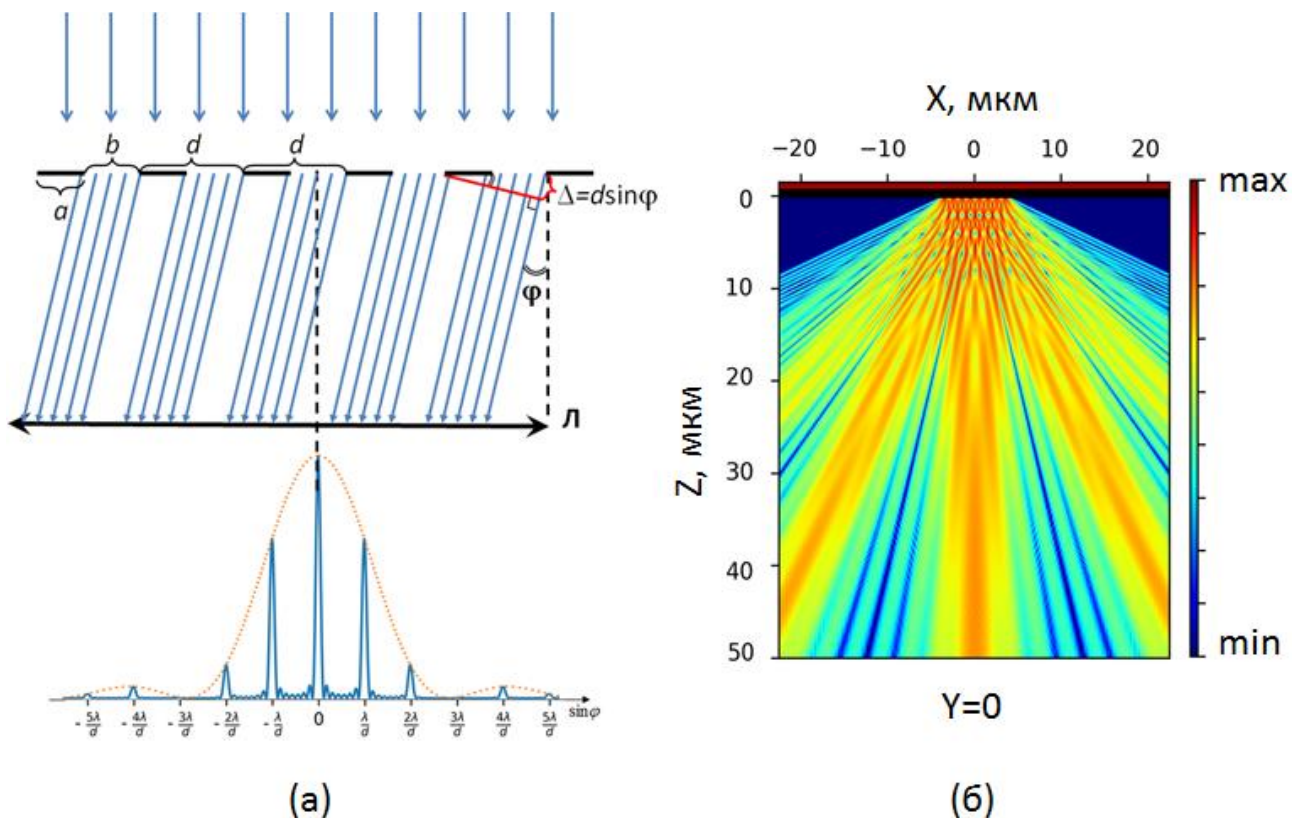 b d d
a
Δ=dsinφ
φ
Л
- 5λ/d - 4λ/d - 3λ/d - 2λ/d - λ/d 0 λ/d 2λ/d 3λ/d 4λ/d 5λ/d sinφ
(а)
X, мкм
−20 −10 0 10 20
0
10
20
30
40
50
Z, мкм
max
min
Y=0
(б)